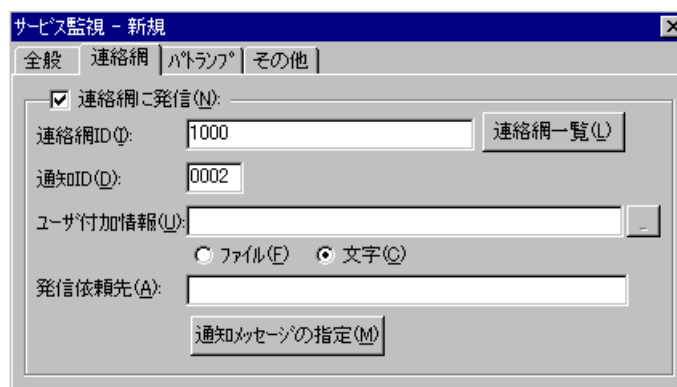 サービス監視 - 新規
全般 連絡網 ﾊﾟﾄﾗﾝﾌﾟ その他
連絡網に発信(N):
連絡網ID(I): 1000 連絡網一覧(L)
通知ID(D): 0002
ﾕｰｻﾞ付加情報(U): _
ﾌｧｲﾙ(F) 文字(C)
発信依頼先(A):
通知ﾒｯｾｰｼﾞの指定(M)